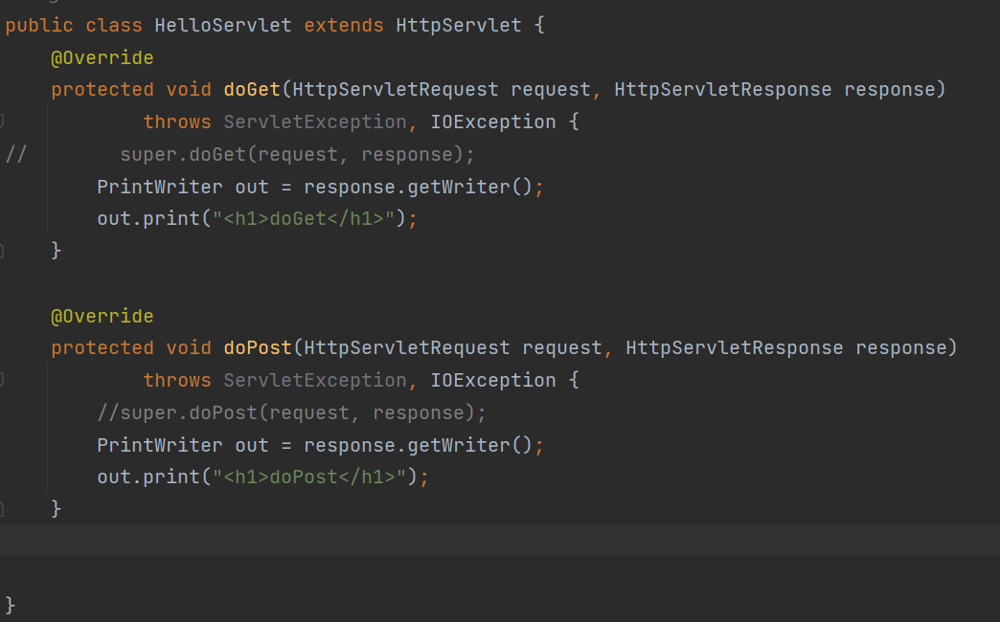 public class HelloServlet extends HttpServlet {
    @Override
    protected void doGet(HttpServletRequest request, HttpServletResponse response)
            throws ServletException, IOException {
//        super.doGet(request, response);
        PrintWriter out = response.getWriter();
        out.print("<h1>doGet</h1>");
    }

    @Override
    protected void doPost(HttpServletRequest request, HttpServletResponse response)
            throws ServletException, IOException {
        //super.doPost(request, response);
        PrintWriter out = response.getWriter();
        out.print("<h1>doPost</h1>");
    }


}